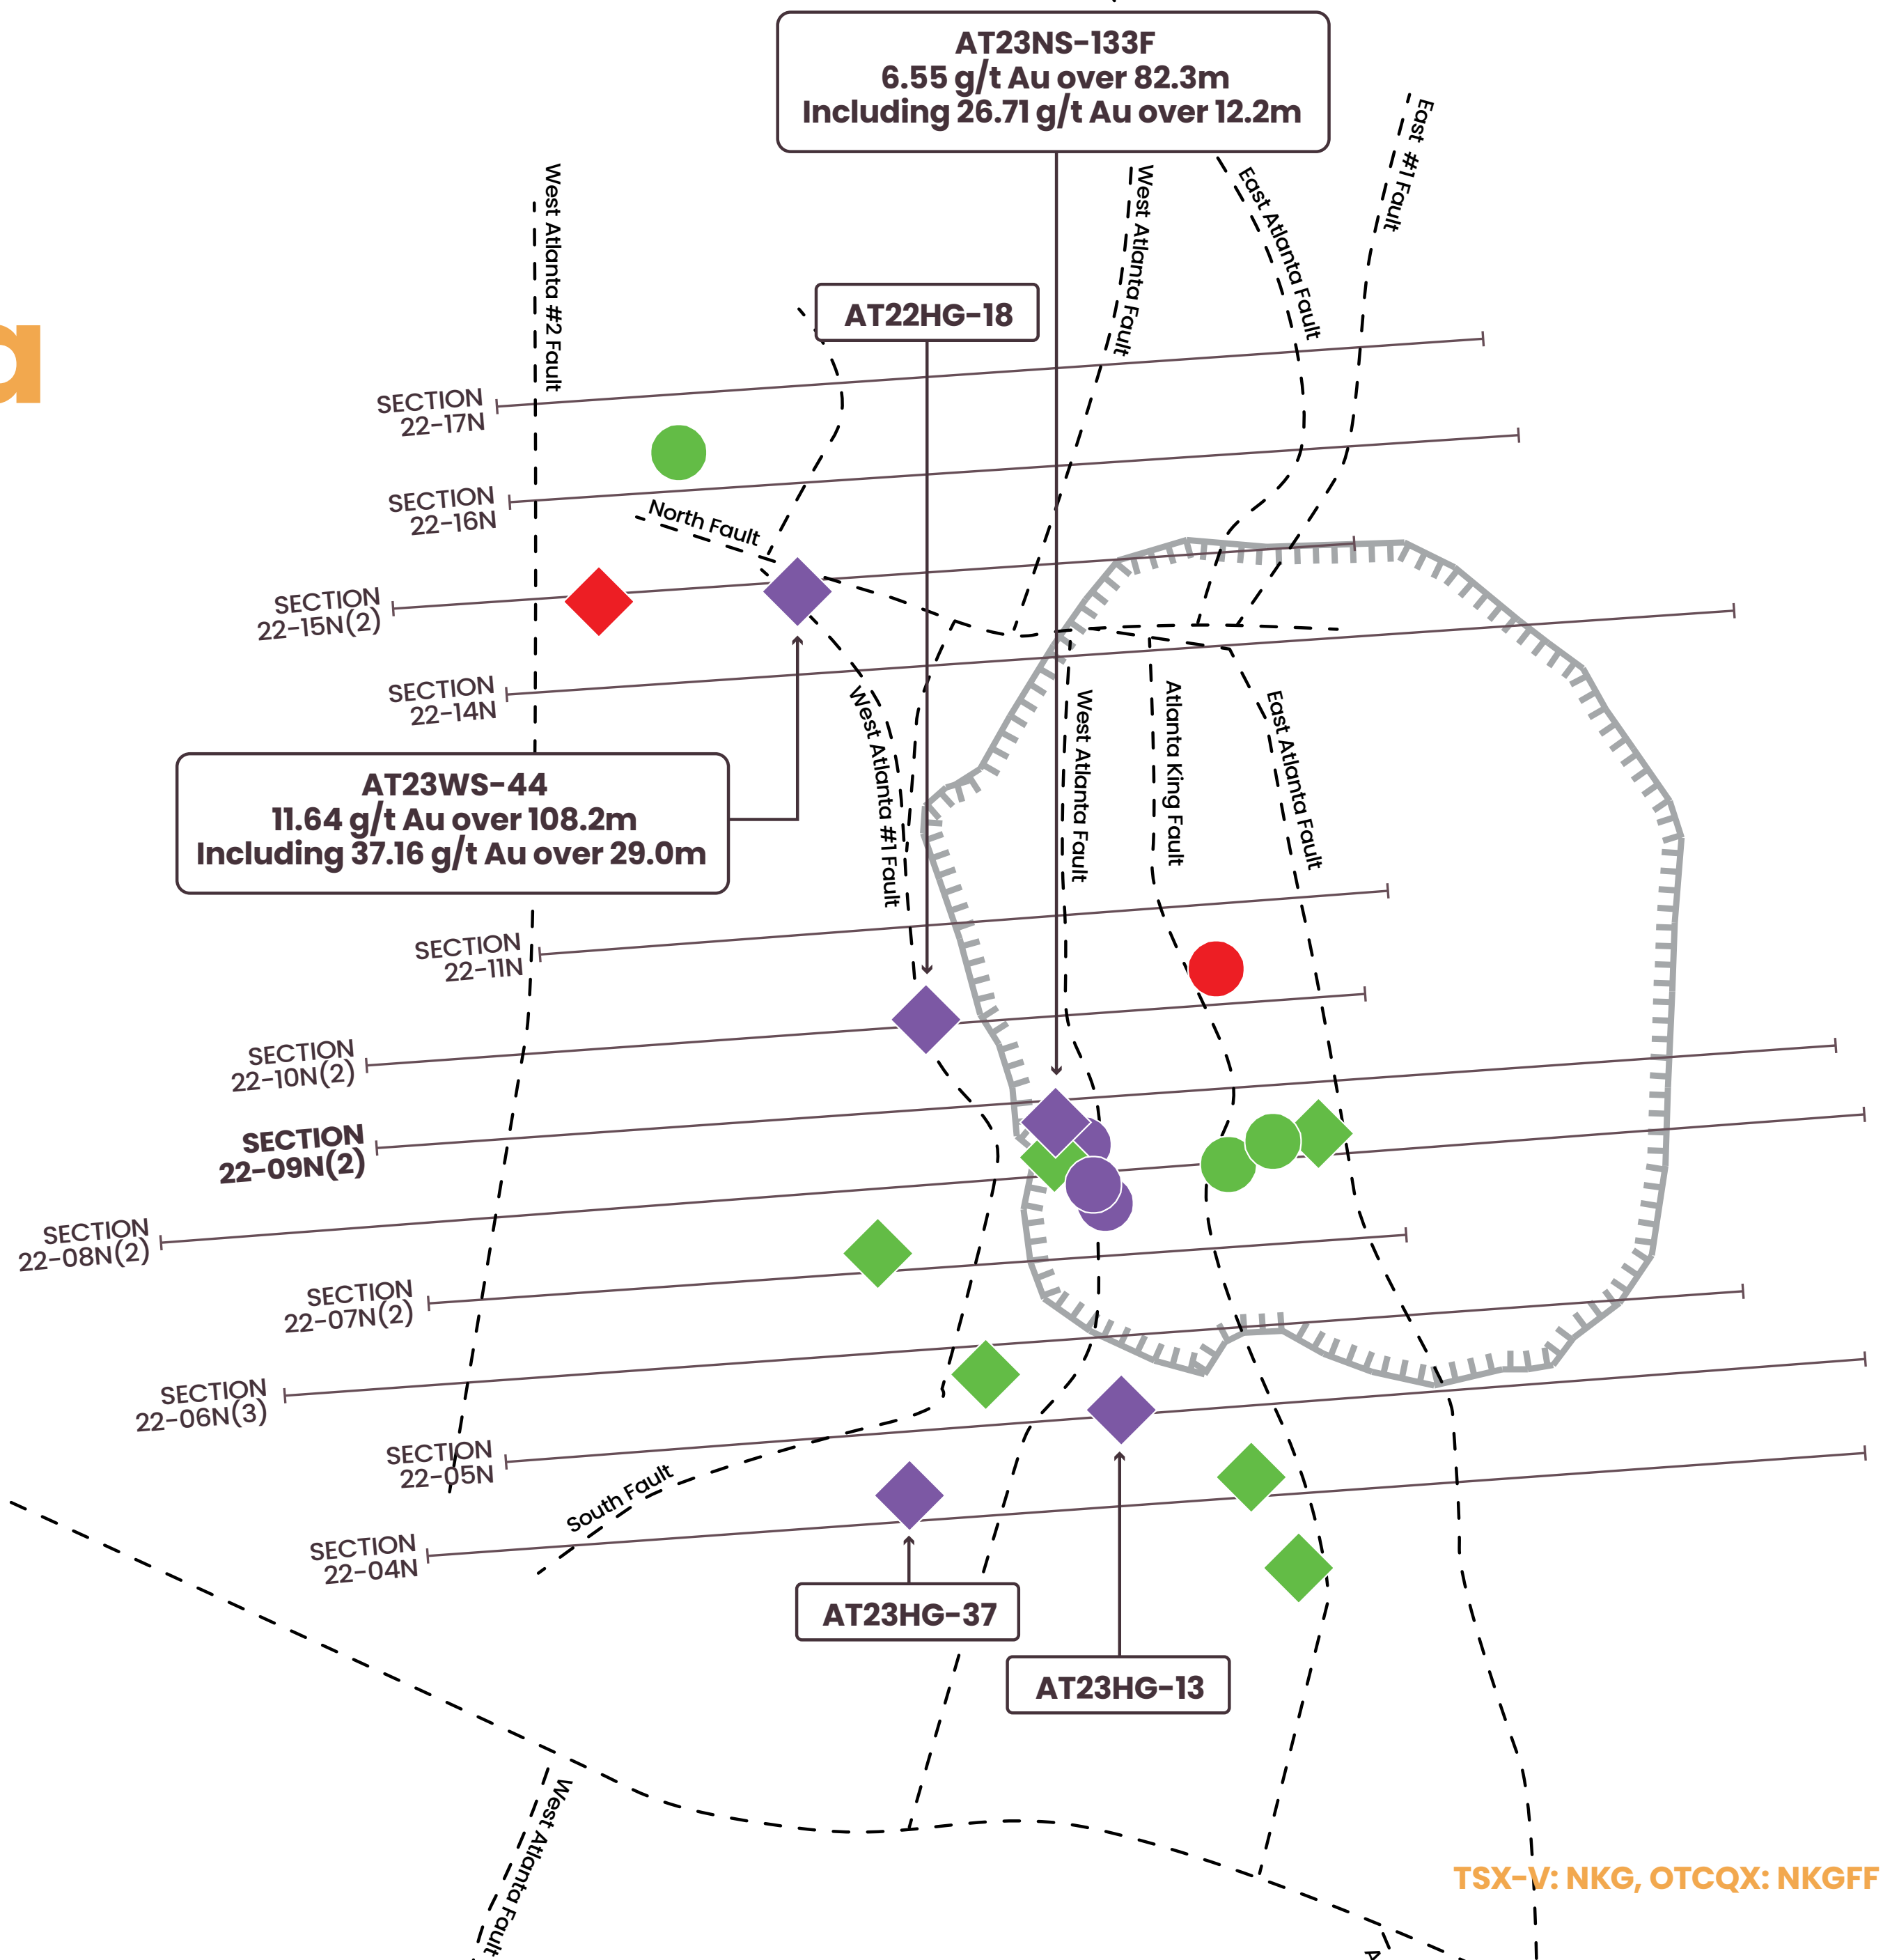 AT23NS-133F
6.55 g/t Au over 82.3m
Including 26.71 g/t Au over 12.2m
East #1 Fault
West Atlanta #2 Fault
West Atlanta Fault
East Atlanta Fault
AT22HG-18
SECTION
22-17N
SECTION
22-16N
North Fault
SECTION
22-15N(2)
SECTION
22-14N
West Atlanta #1 Fault
West Atlanta Fault
Atlanta King Fault
East Atlanta Fault
AT23WS-44
11.64 g/t Au over 108.2m
Including 37.16 g/t Au over 29.0m
SECTION
22-11N
SECTION
22-10N(2)
SECTION
22-09N(2)
SECTION
22-08N(2)
SECTION
22-07N(2)
SECTION
22-06N(3)
SECTION
22-05N
South Fault
SECTION
22-04N
AT23HG-37
AT23HG-13
West Atlanta Fault
TSX-V: NKG, OTCQX: NKGFF